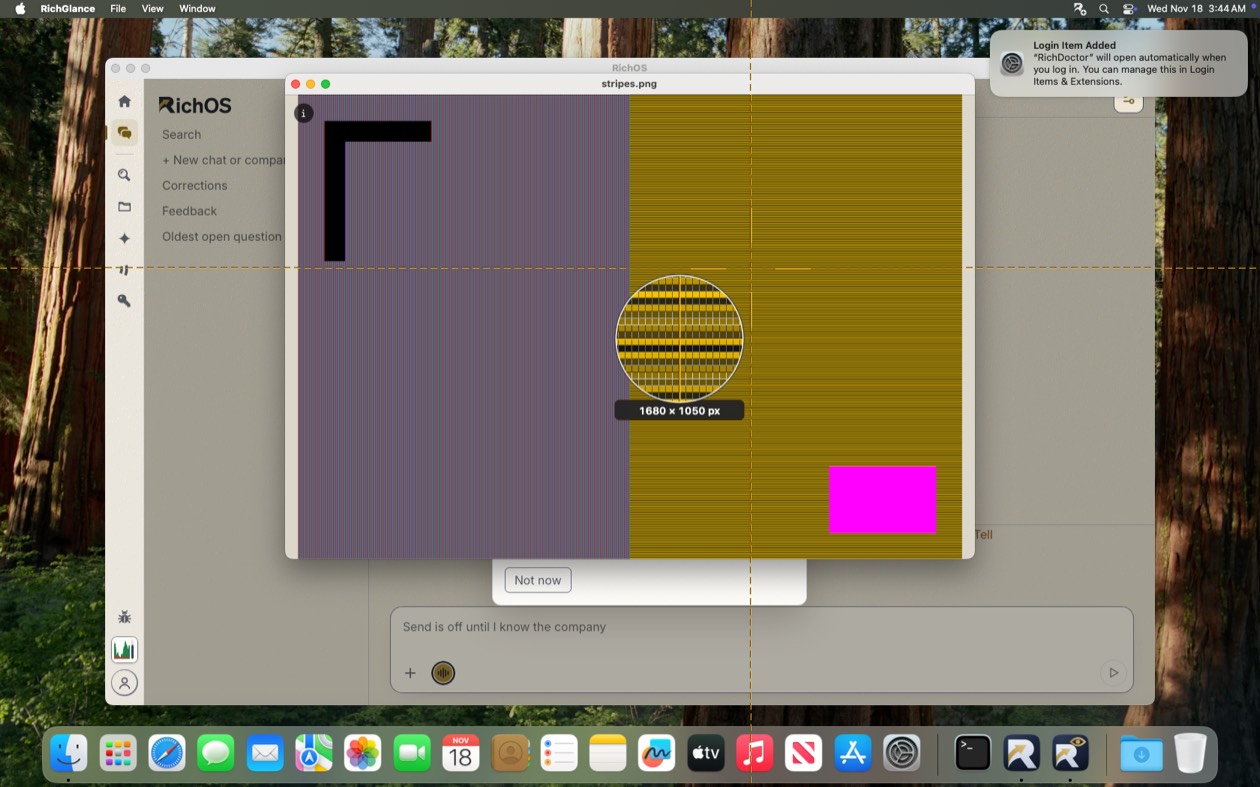 RichGlance File View Window
Wed Nov 18 3:44 AM
Login Item Added
"RichDoctor" will open automatically when
you log in. You can manage this in Login
Items & Extensions.
RichOS
stripes.png
i
RichOS
Search
+ New chat or compa
Corrections
Feedback
Oldest open question
1680 × 1050 px
Tell
Not now
Send is off until I know the company
NOV
18
tv